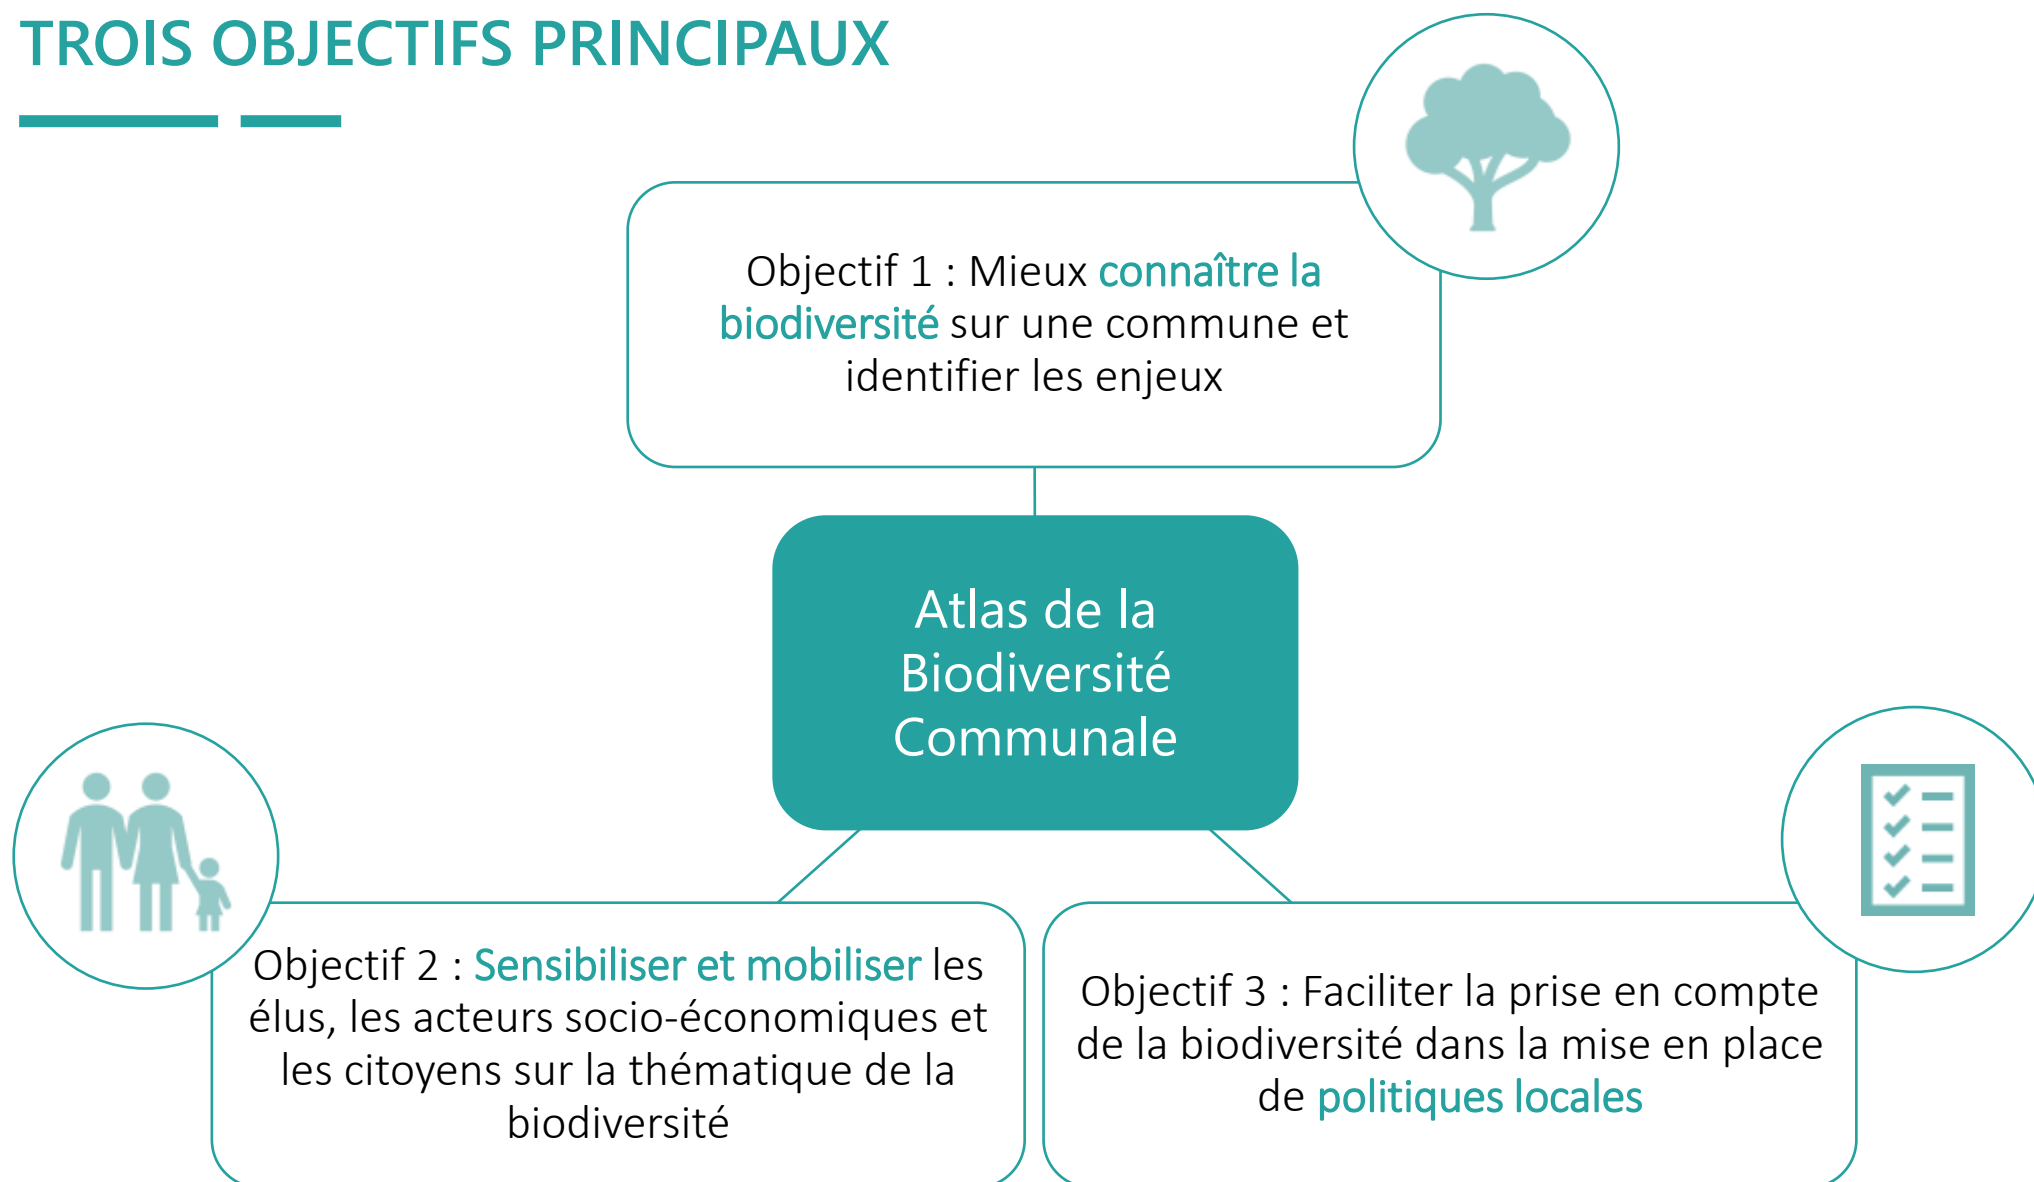 TROIS OBJECTIFS PRINCIPAUX
Objectif 1 : Mieux connaître la
biodiversité sur une commune et
identifier les enjeux
Atlas de la
Biodiversité
Communale
Objectif 2 : Sensibiliser et mobiliser les
élus, les acteurs socio-économiques et
les citoyens sur la thématique de la
biodiversité
Objectif 3 : Faciliter la prise en compte
de la biodiversité dans la mise en place
de politiques locales